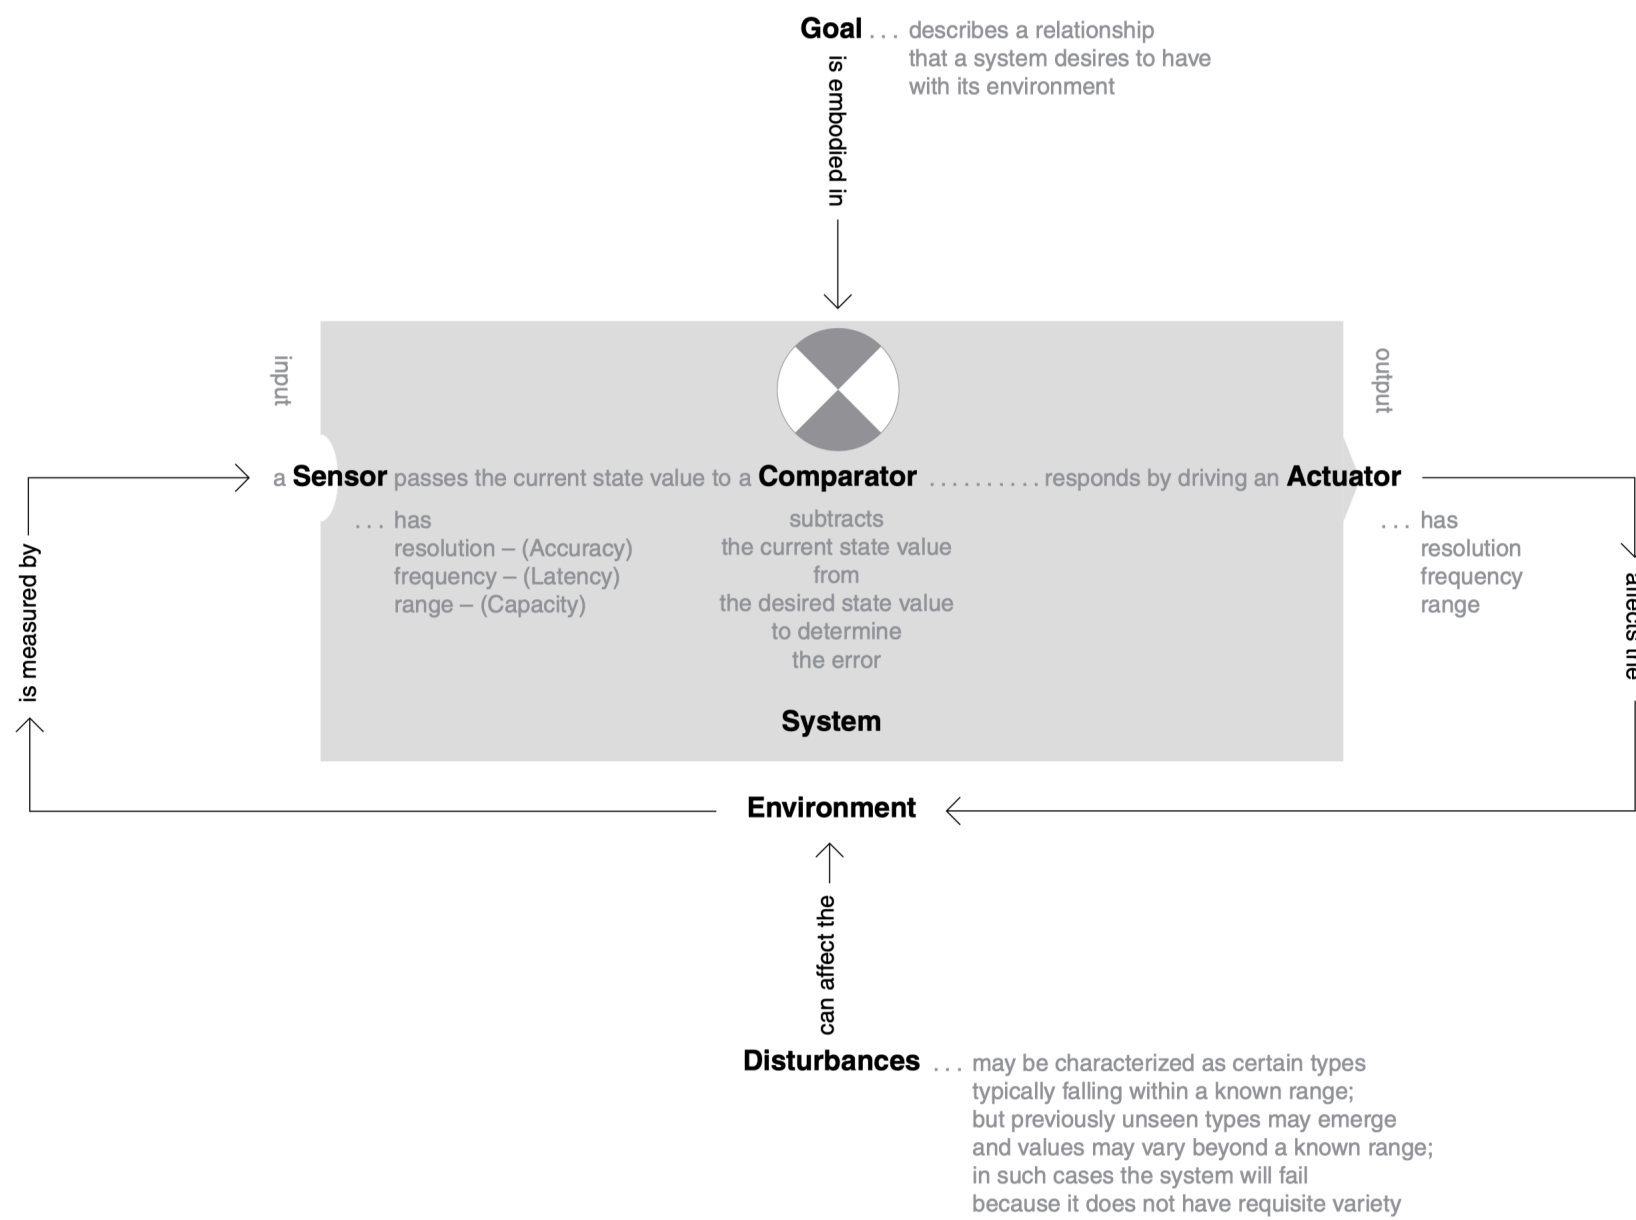 Goal . . . describes a relationship
that a system desires to have
with its environment
is embodied in
input
output
a Sensor passes the current state value to a Comparator . . . . . . . . . . responds by driving an Actuator
. . . has
resolution – (Accuracy)
frequency – (Latency)
range – (Capacity)
subtracts
the current state value
from
the desired state value
to determine
the error
. . . has
resolution
frequency
range
is measured by
affects the
System
Environment
can affect the
Disturbances . . . may be characterized as certain types
typically falling within a known range;
but previously unseen types may emerge
and values may vary beyond a known range;
in such cases the system will fail
because it does not have requisite variety